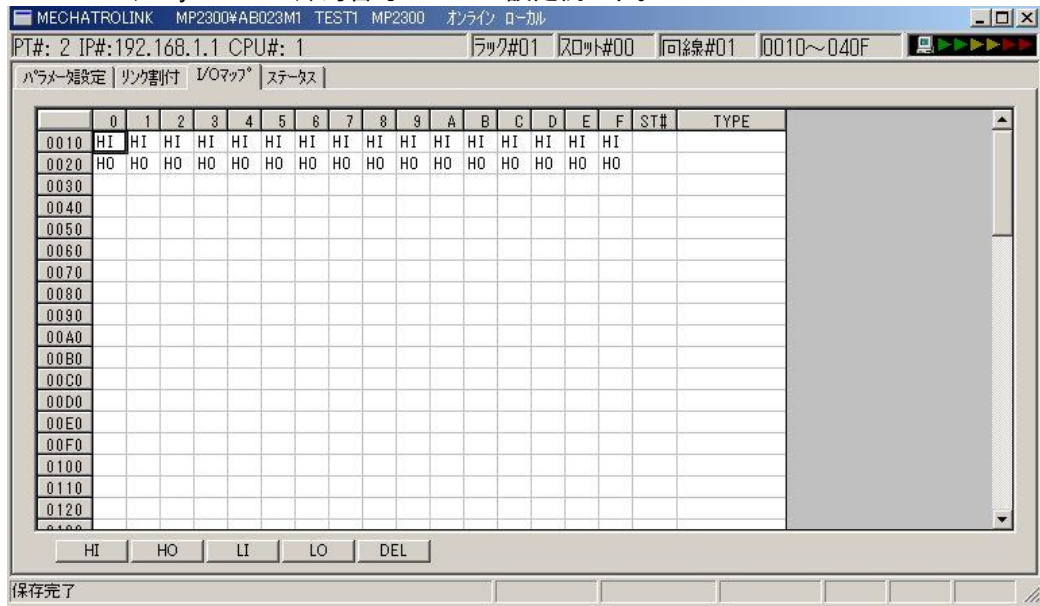 MECHATROLINK MP2300¥AB023M1 TEST1 MP2300 オンライン ローカル
PT#: 2 IP#:192.168.1.1 CPU#: 1 ラック#01 スロット#00 回線#01 0010～040F
パラメータ設定 リンク割付 I/Oマップ ステータス
0 1 2 3 4 5 6 7 8 9 A B C D E F ST# TYPE
0010 HI HI HI HI HI HI HI HI HI HI HI HI HI HI HI HI
0020 HO HO HO HO HO HO HO HO HO HO HO HO HO HO HO HO
0030
0040
0050
0060
0070
0080
0090
00A0
00B0
00C0
00D0
00E0
00F0
0100
0110
0120
HI HO LI LO DEL
保存完了